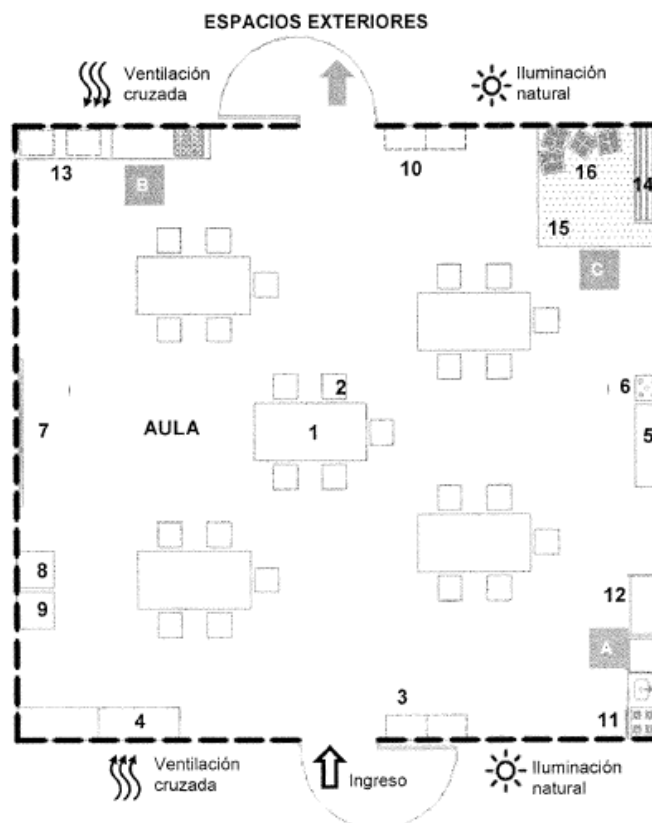 ESPACIOS EXTERIORES
Ventilación
cruzada
Iluminación
natural
13
B
10
16
14
15
C
2
6
7
AULA
1
5
8
12
9
A
3
4
11
Ventilación
cruzada
Ingreso
Iluminación
natural